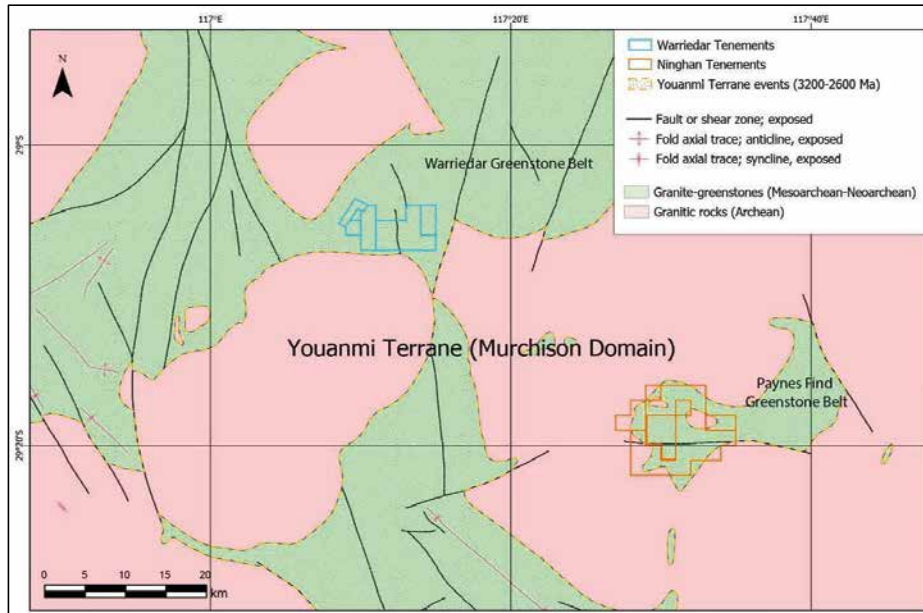 117°E
117°20'E
117°40'E
N
29°S
29°20'S
Warriedar Tenements
Ninghan Tenements
Youanmi Terrane events (3200-2600 Ma)
Fault or shear zone; exposed
Fold axial trace; anticline, exposed
Fold axial trace; syncline, exposed
Granite-greenstones (Mesoarchean-Neoarchean)
Granitic rocks (Archean)
Warriedar Greenstone Belt
Youanmi Terrane (Murchison Domain)
Paynes Find
Greenstone Belt
0 5 10 15 20
km